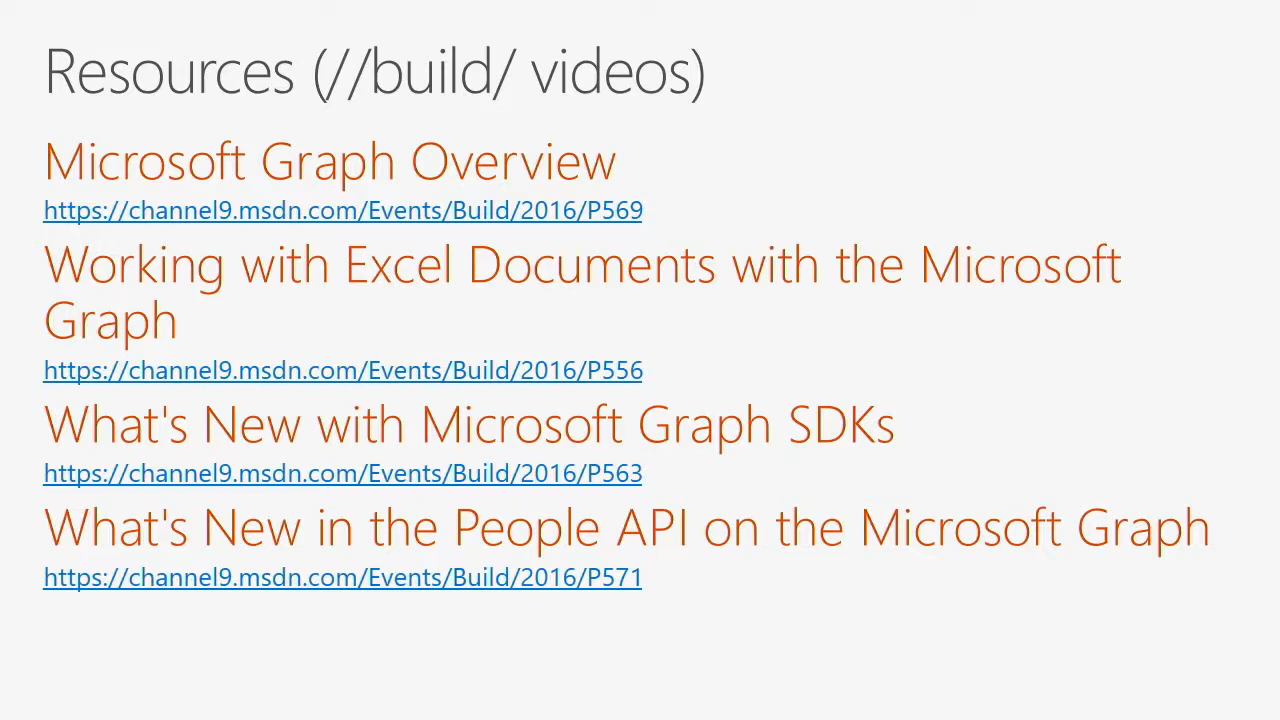 Resources (//build/ videos)
Microsoft Graph Overview
https://channel9.msdn.com/Events/Build/2016/P569
Working with Excel Documents with the Microsoft
Graph
https://channel9.msdn.com/Events/Build/2016/P556
What's New with Microsoft Graph SDKs
https://channel9.msdn.com/Events/Build/2016/P563
What's New in the People API on the Microsoft Graph
https://channel9.msdn.com/Events/Build/2016/P571